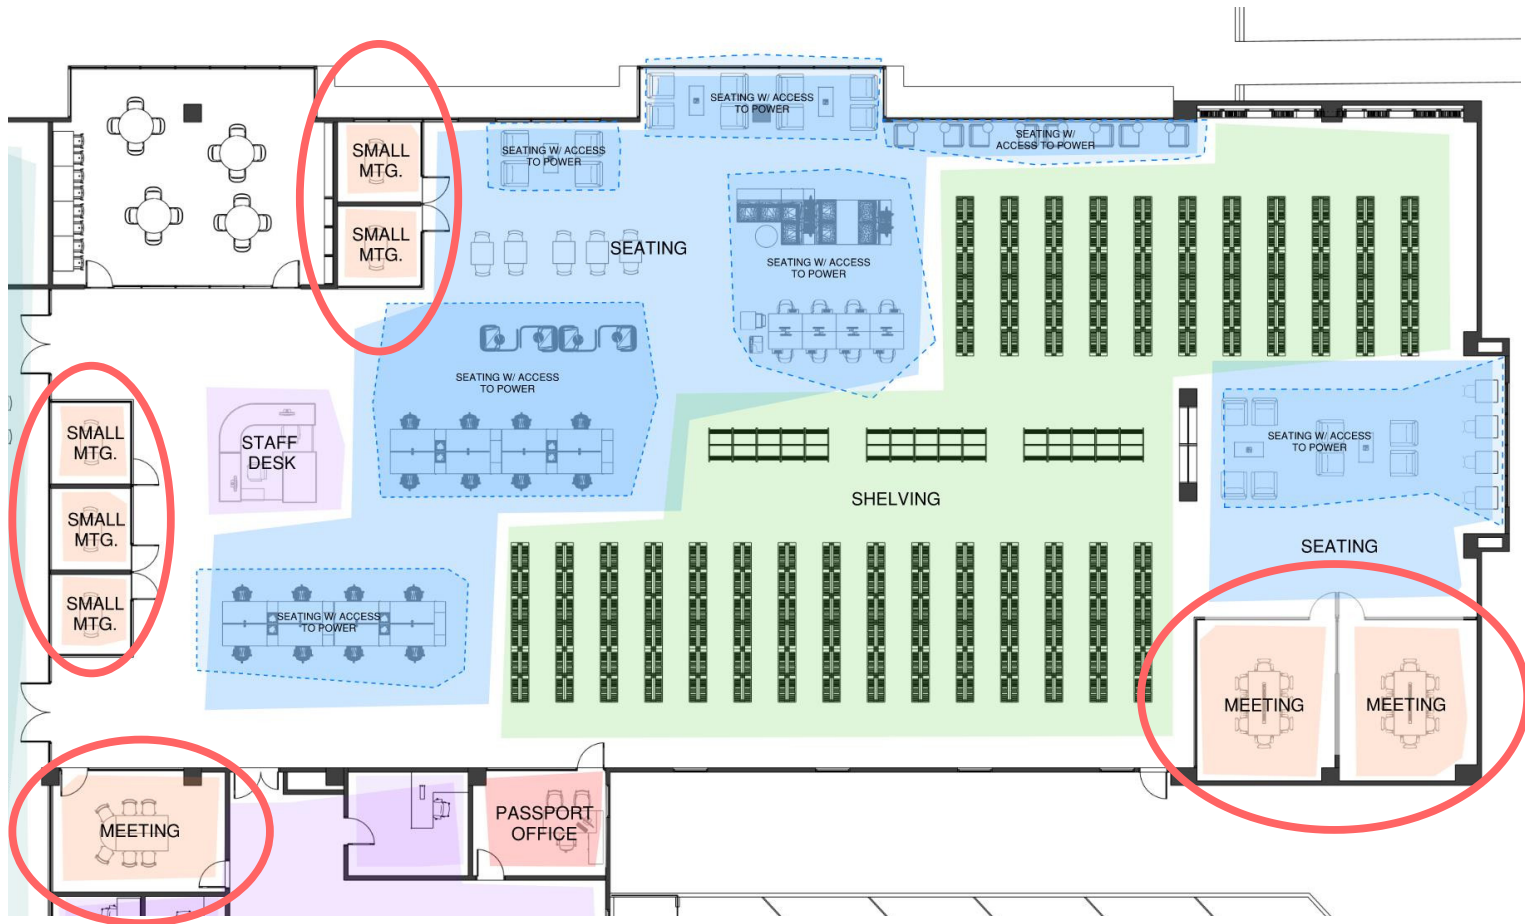 SEATING W/ ACCESS
TO POWER
SEATING W/
ACCESS TO POWER
SMALL
MTG.
SEATING W/ ACCESS
TO POWER
SMALL
MTG.
SEATING
SEATING W/ ACCESS
TO POWER
SEATING W/ ACCESS
TO POWER
SMALL
MTG.
STAFF
DESK
SEATING W/ ACCESS
TO POWER
SHELVING
SMALL
MTG.
SEATING
SMALL
MTG.
SEATING W/ ACCESS
TO POWER
MEETING
MEETING
MEETING
PASSPORT
OFFICE